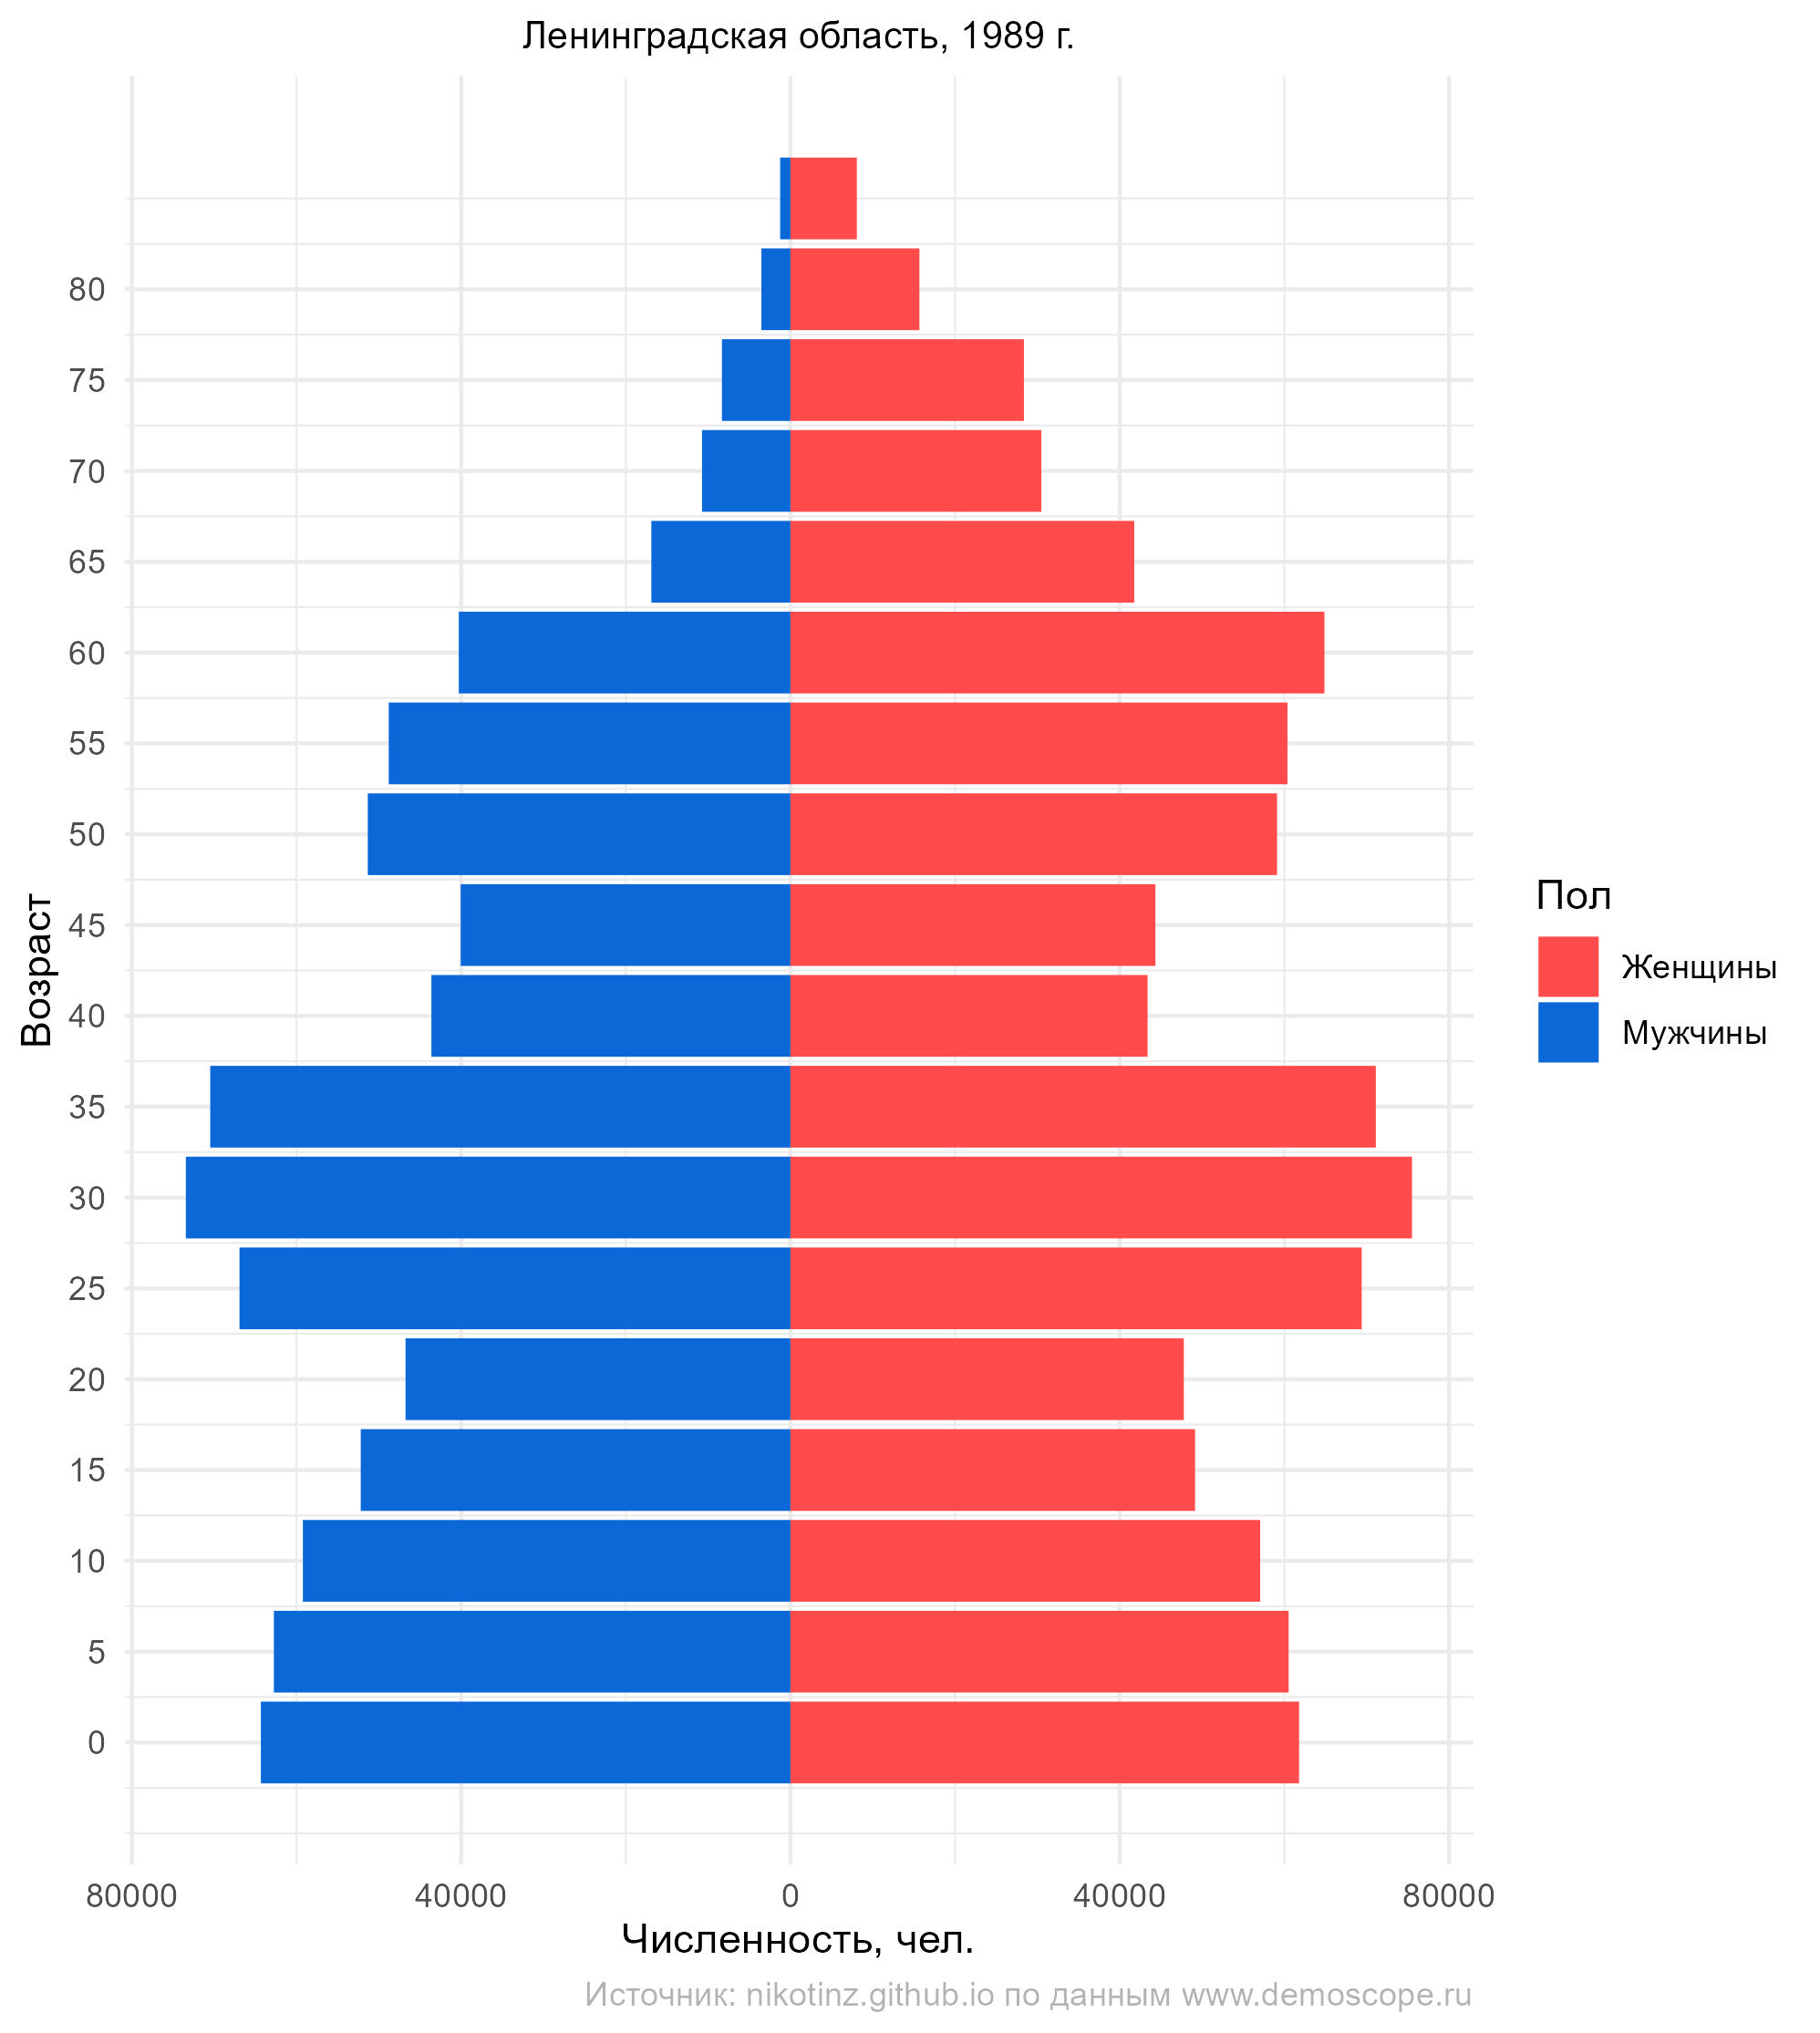 Ленинградская область, 1989 г.
80
75
70
65
60
55
50
45
40
35
30
25
20
15
10
5
0
Возраст
80000 40000 0 40000 80000
Численность, чел.
Пол
Женщины
Мужчины
Источник: nikotinz.github.io по данным www.demoscope.ru